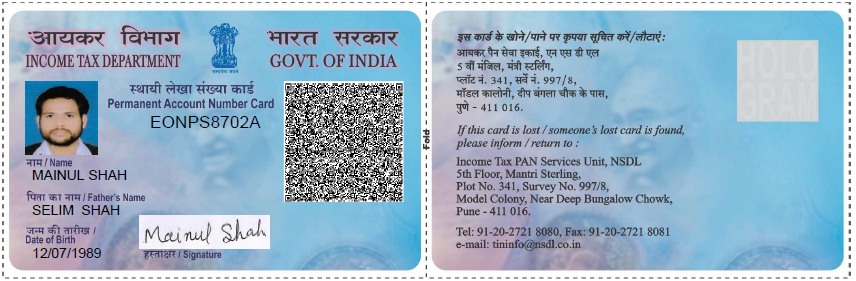 आयकर विभाग
INCOME TAX DEPARTMENT
सत्यमेव जयते
भारत सरकार
GOVT. OF INDIA
स्थायी लेखा संख्या कार्ड
Permanent Account Number Card
EONPS8702A
नाम / Name
MAINUL SHAH
पिता का नाम / Father's Name
SELIM SHAH
जन्म की तारीख /
Date of Birth
12/07/1989
Mainul Shah
हस्ताक्षर / Signature
Fold
इस कार्ड के खोने/पाने पर कृपया सूचित करें/लौटाएं :
आयकर पैन सेवा इकाई, एन एस डी एल
5 वीं मंजिल, मंत्री स्टर्लिंग,
प्लॉट नं. 341, सर्वे नं. 997/8,
मॉडल कालोनी, दीप बंगला चौक के पास,
पुणे - 411 016.
If this card is lost / someone's lost card is found,
please inform / return to :
Income Tax PAN Services Unit, NSDL
5th Floor, Mantri Sterling,
Plot No. 341, Survey No. 997/8,
Model Colony, Near Deep Bungalow Chowk,
Pune - 411 016.
Tel: 91-20-2721 8080, Fax: 91-20-2721 8081
e-mail: tininfo@nsdl.co.in
HOLO
GRAM